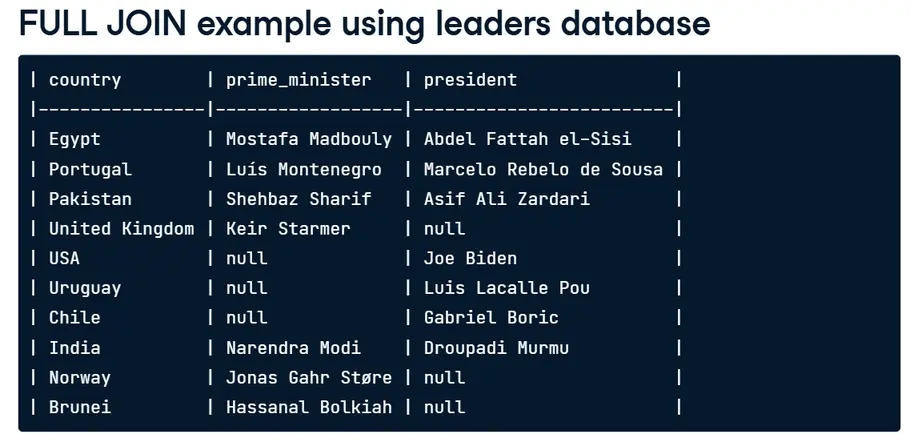 FULL JOIN example using leaders database
| country        | prime_minister   | president               |
|----------------|------------------|-------------------------|
| Egypt          | Mostafa Madbouly | Abdel Fattah el-Sisi    |
| Portugal       | Luís Montenegro  | Marcelo Rebelo de Sousa |
| Pakistan       | Shehbaz Sharif   | Asif Ali Zardari        |
| United Kingdom | Keir Starmer     | null                    |
| USA            | null             | Joe Biden               |
| Uruguay        | null             | Luis Lacalle Pou        |
| Chile          | null             | Gabriel Boric           |
| India          | Narendra Modi    | Droupadi Murmu          |
| Norway         | Jonas Gahr Støre | null                    |
| Brunei         | Hassanal Bolkiah | null                    |